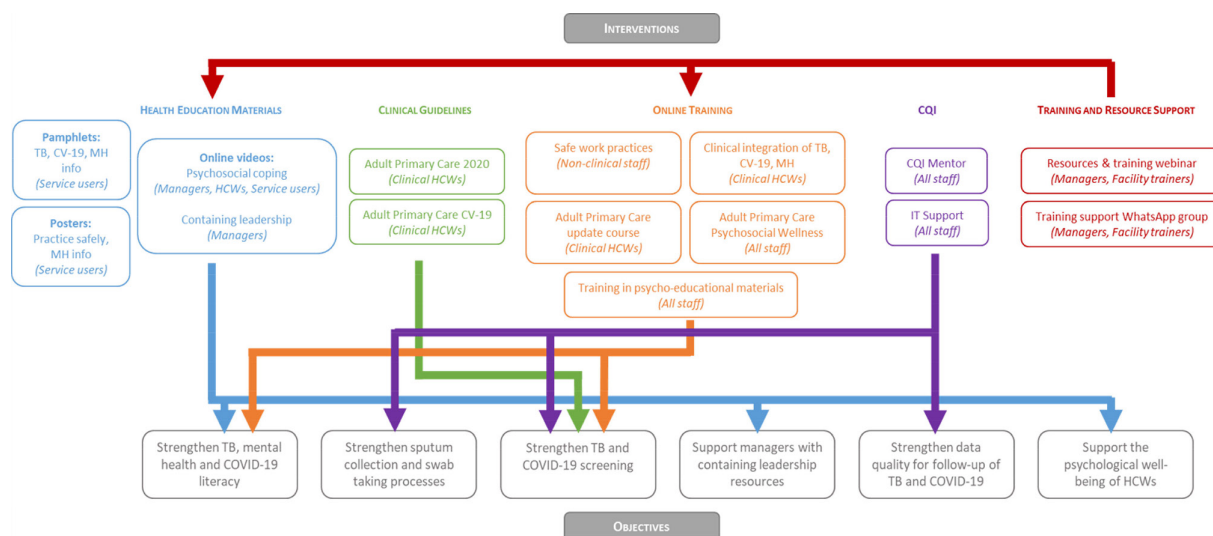 INTERVENTIONS
HEALTH EDUCATION MATERIALS
CLINICAL GUIDELINES
ONLINE TRAINING
CQI
TRAINING AND RESOURCE SUPPORT
Pamphlets:
TB, CV-19, MH
info
(Service users)
Posters:
Practice safely,
MH info
(Service users)
Online videos:
Psychosocial coping
(Managers, HCWs, Service users)
Containing leadership
(Managers)
Adult Primary Care 2020
(Clinical HCWs)
Adult Primary Care CV-19
(Clinical HCWs)
Safe work practices
(Non-clinical staff)
Clinical integration of TB,
CV-19, MH
(Clinical HCWs)
Adult Primary Care
update course
(Clinical HCWs)
Adult Primary Care
Psychosocial Wellness
(All staff)
Training in psycho-educational materials
(All staff)
CQI Mentor
(All staff)
IT Support
(All staff)
Resources & training webinar
(Managers, Facility trainers)
Training support WhatsApp group
(Managers, Facility trainers)
Strengthen TB, mental
health and COVID-19
literacy
Strengthen sputum
collection and swab
taking processes
Strengthen TB and
COVID-19 screening
Support managers with
containing leadership
resources
Strengthen data
quality for follow-up of
TB and COVID-19
Support the
psychological well-
being of HCWs
OBJECTIVES